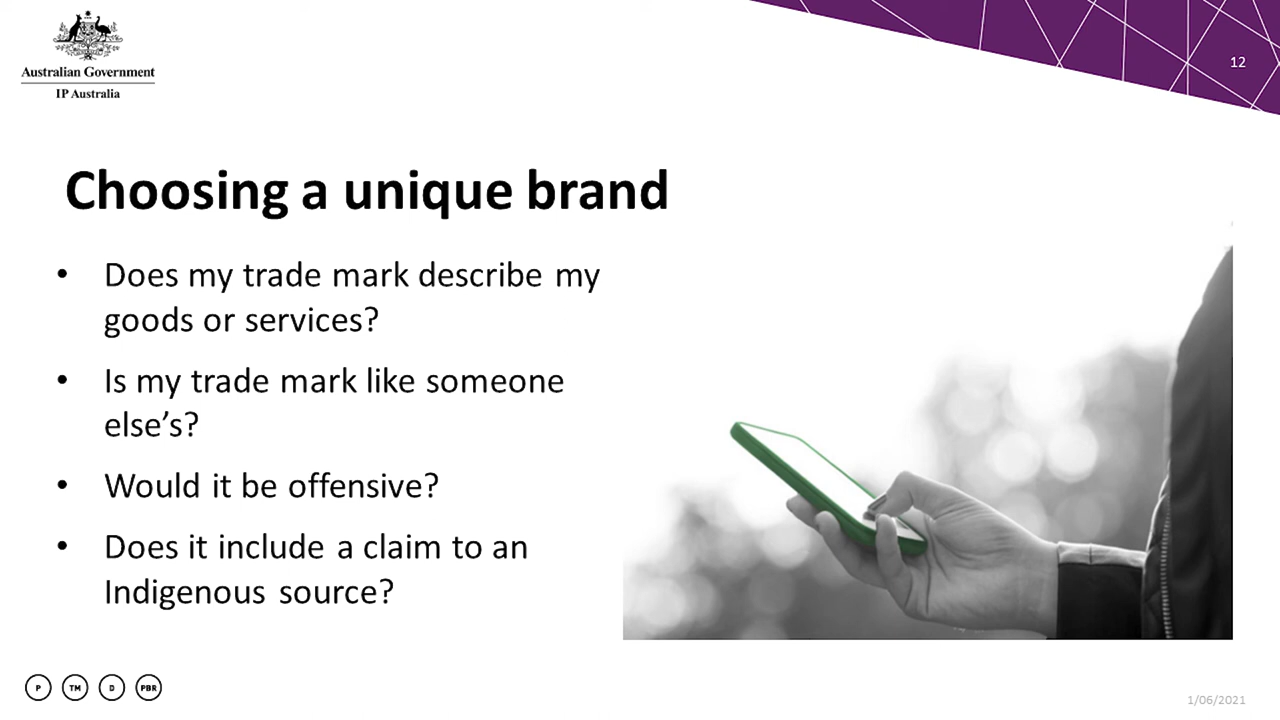 Australian Government
IP Australia
12
Choosing a unique brand
• Does my trade mark describe my
goods or services?
• Is my trade mark like someone
else’s?
• Would it be offensive?
• Does it include a claim to an
Indigenous source?
P TM D PBR
1/06/2021